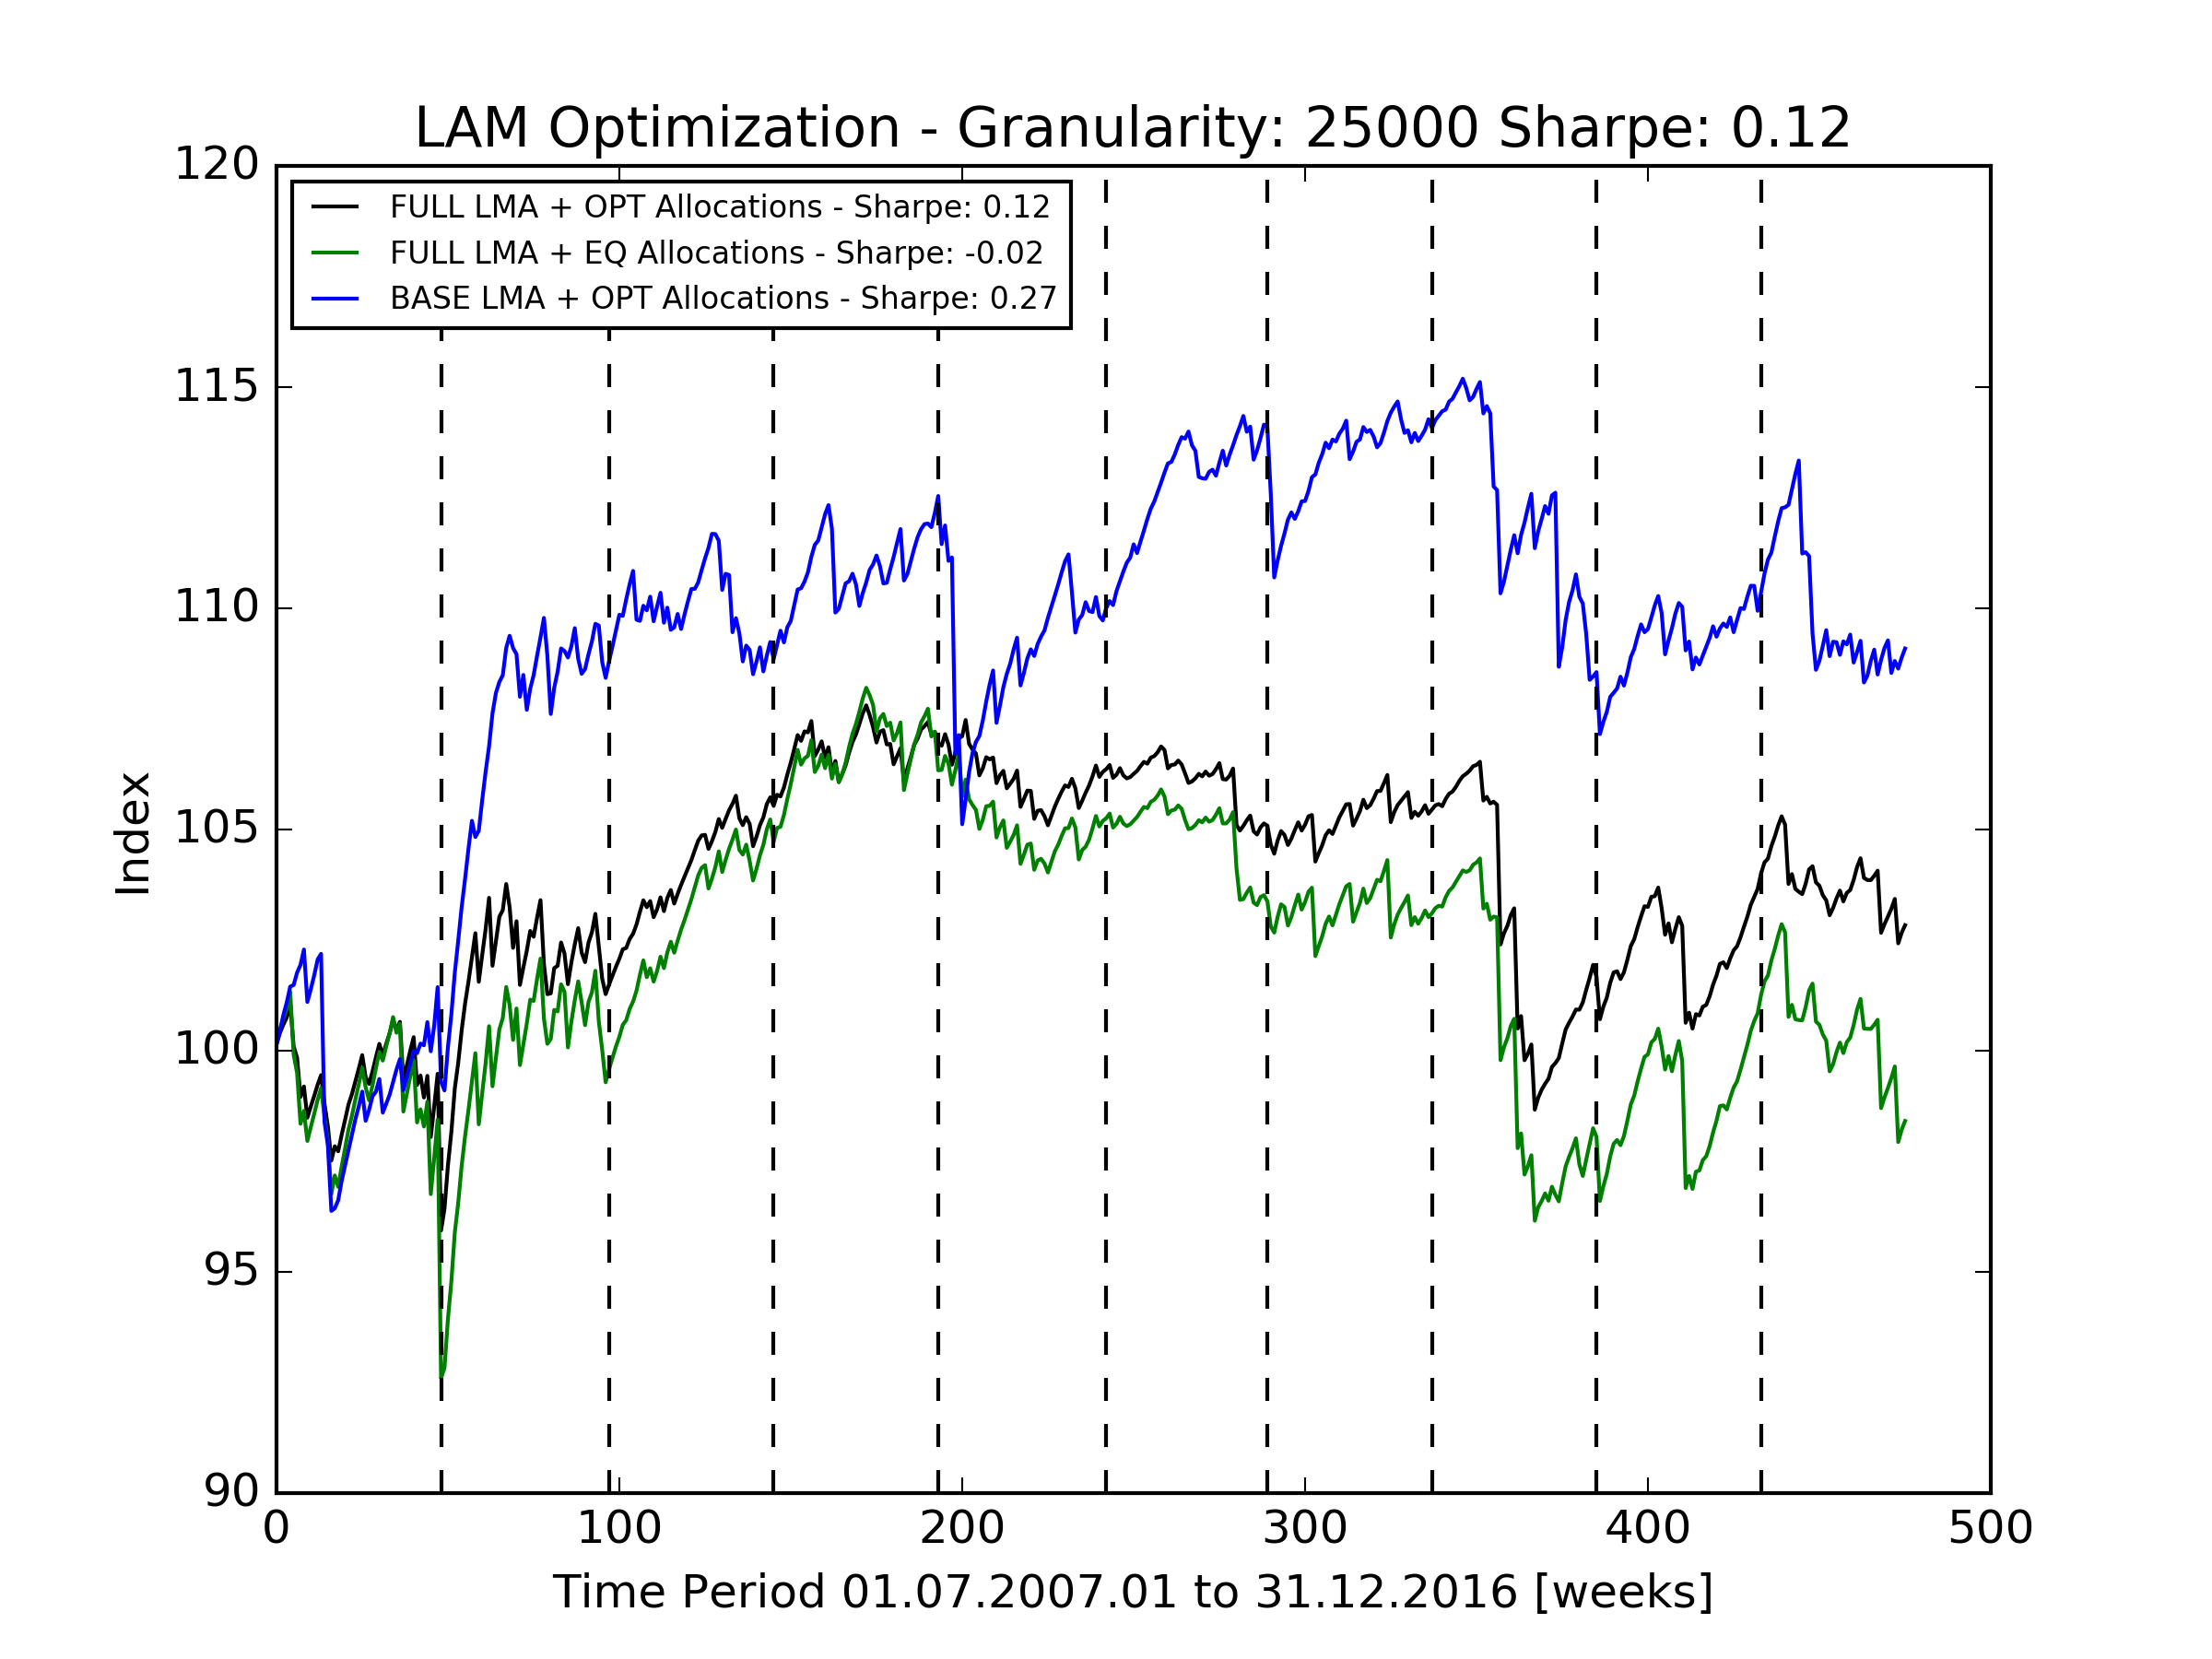 LAM Optimization - Granularity: 25000 Sharpe: 0.12
120
FULL LMA + OPT Allocations - Sharpe: 0.12
FULL LMA + EQ Allocations - Sharpe: -0.02
BASE LMA + OPT Allocations - Sharpe: 0.27
115
110
105
100
95
90
Index
0 100 200 300 400 500
Time Period 01.07.2007.01 to 31.12.2016 [weeks]